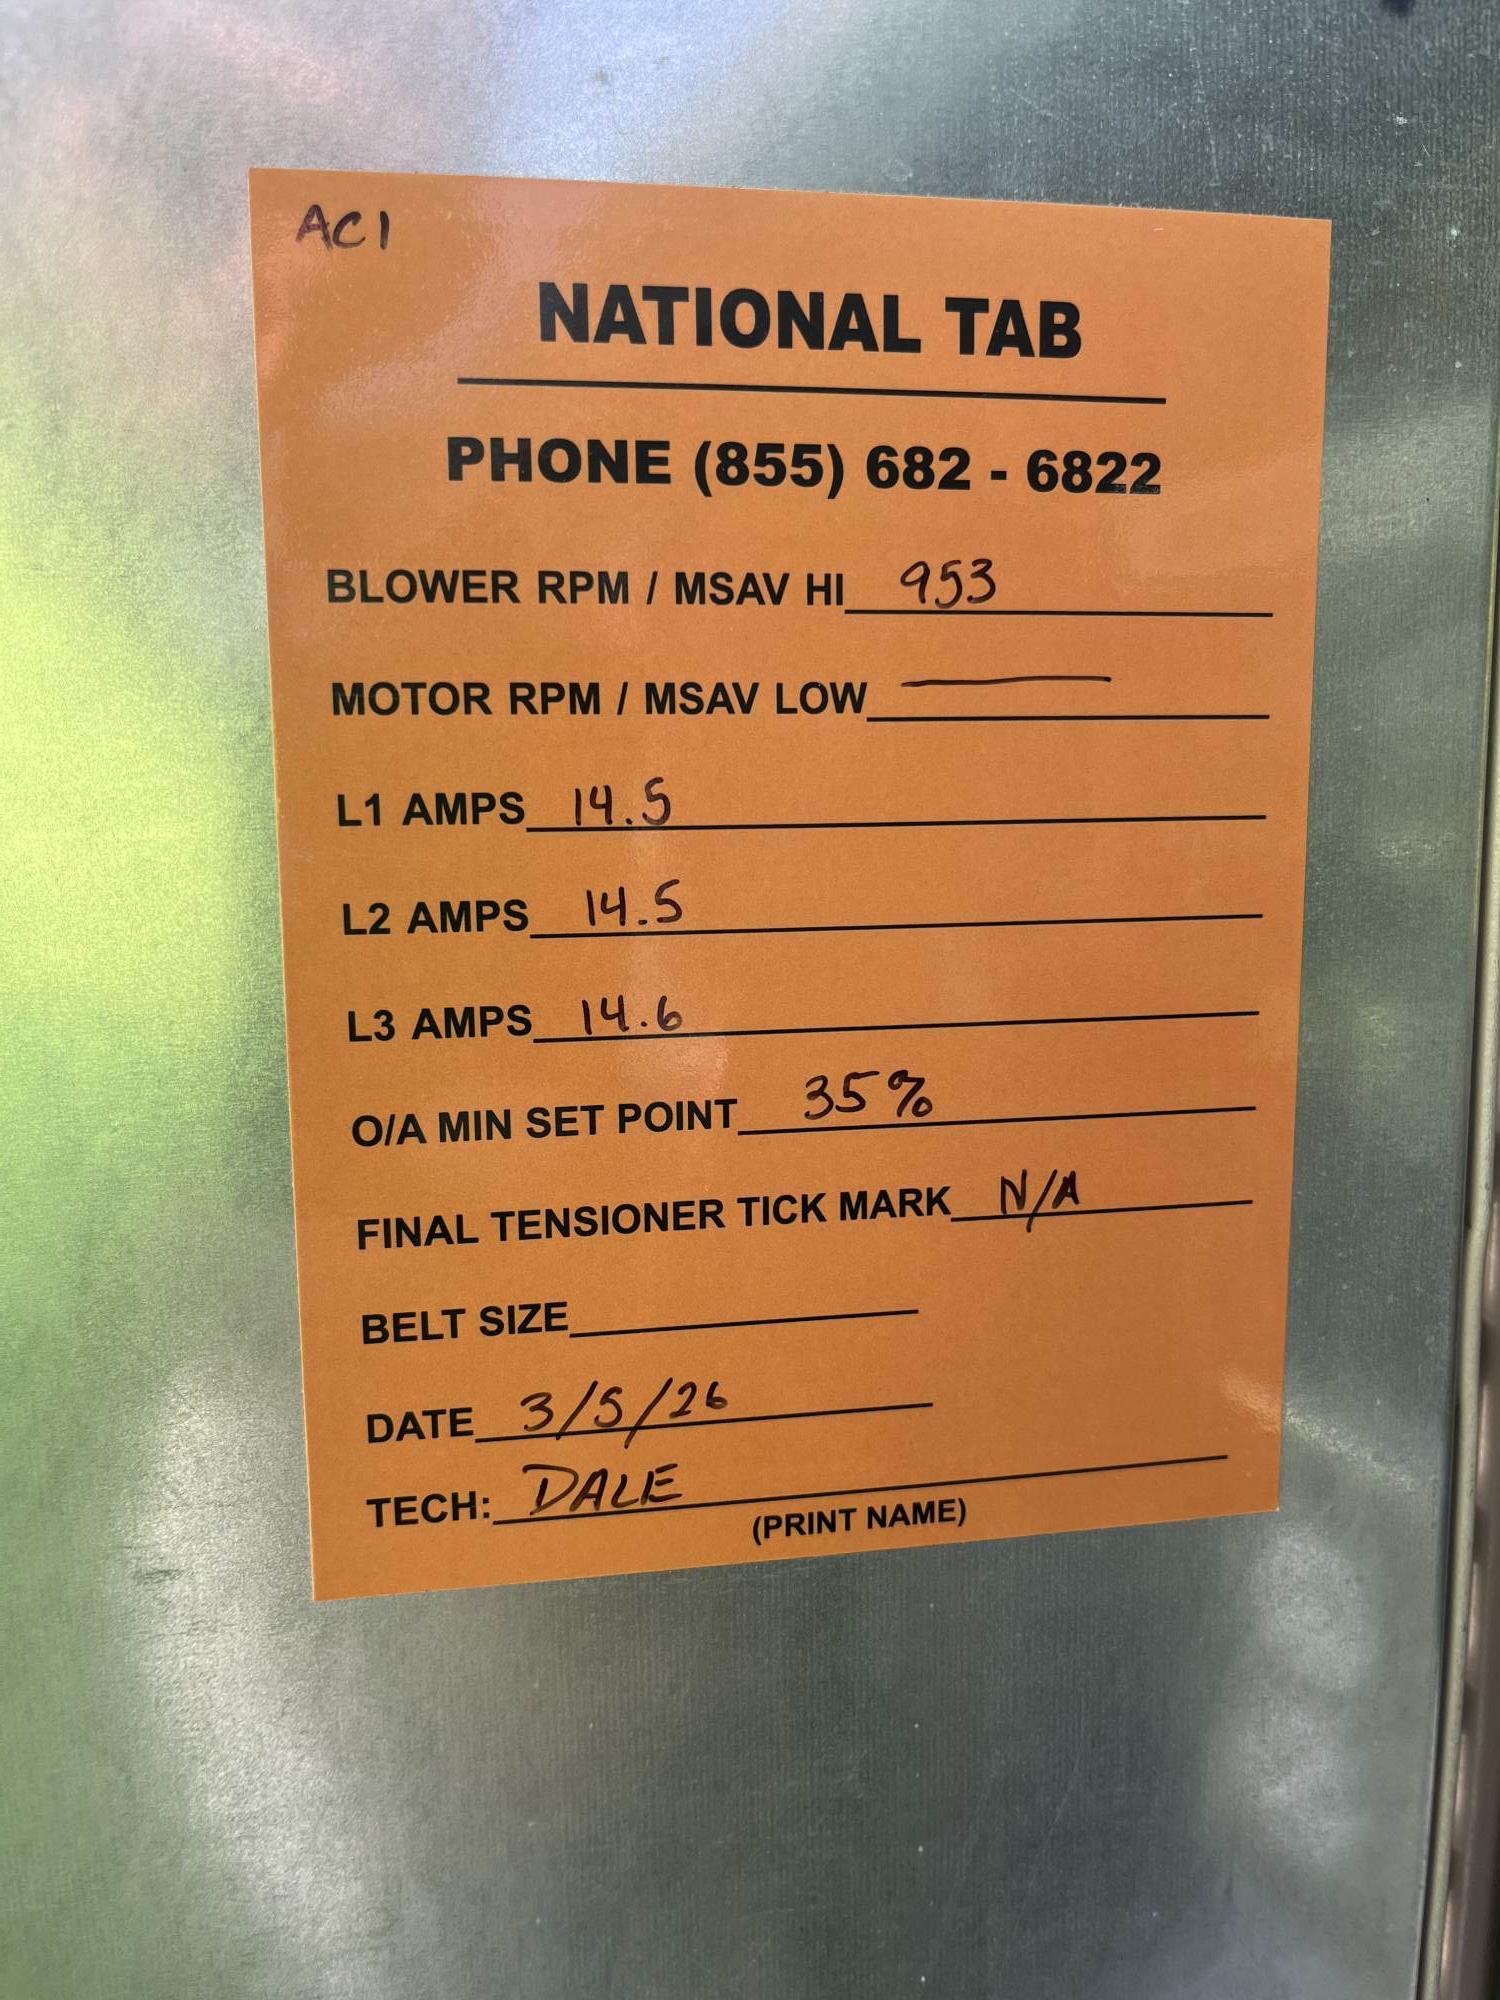 AC1
NATIONAL TAB
PHONE (855) 682 - 6822
BLOWER RPM / MSAV HI 953
MOTOR RPM / MSAV LOW —
L1 AMPS 14.5
L2 AMPS 14.5
L3 AMPS 14.6
O/A MIN SET POINT 35%
FINAL TENSIONER TICK MARK N/A
BELT SIZE
DATE 3/5/26
TECH: DALE
(PRINT NAME)